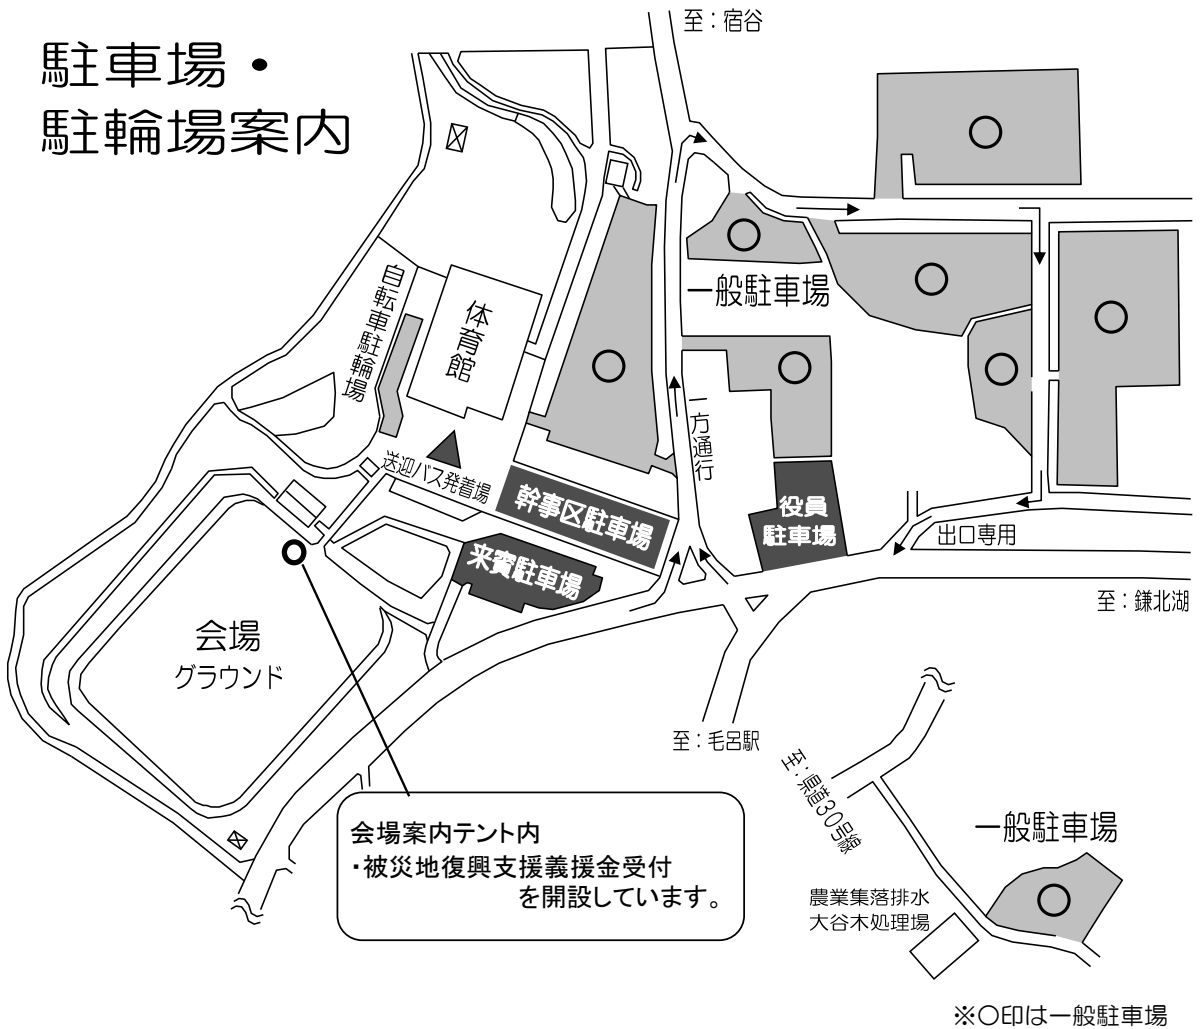 駐車場・
駐輪場案内
至：宿谷
一般駐車場
自転車駐輪場
体育館
一方通行
送迎バス発着場
幹事区駐車場
役員
駐車場
来賓駐車場
出口専用
至：鎌北湖
会場
グラウンド
至：毛呂駅
至：県道30号線
一般駐車場
会場案内テント内
・被災地復興支援義援金受付
を開設しています。
農業集落排水
大谷木処理場
※○印は一般駐車場